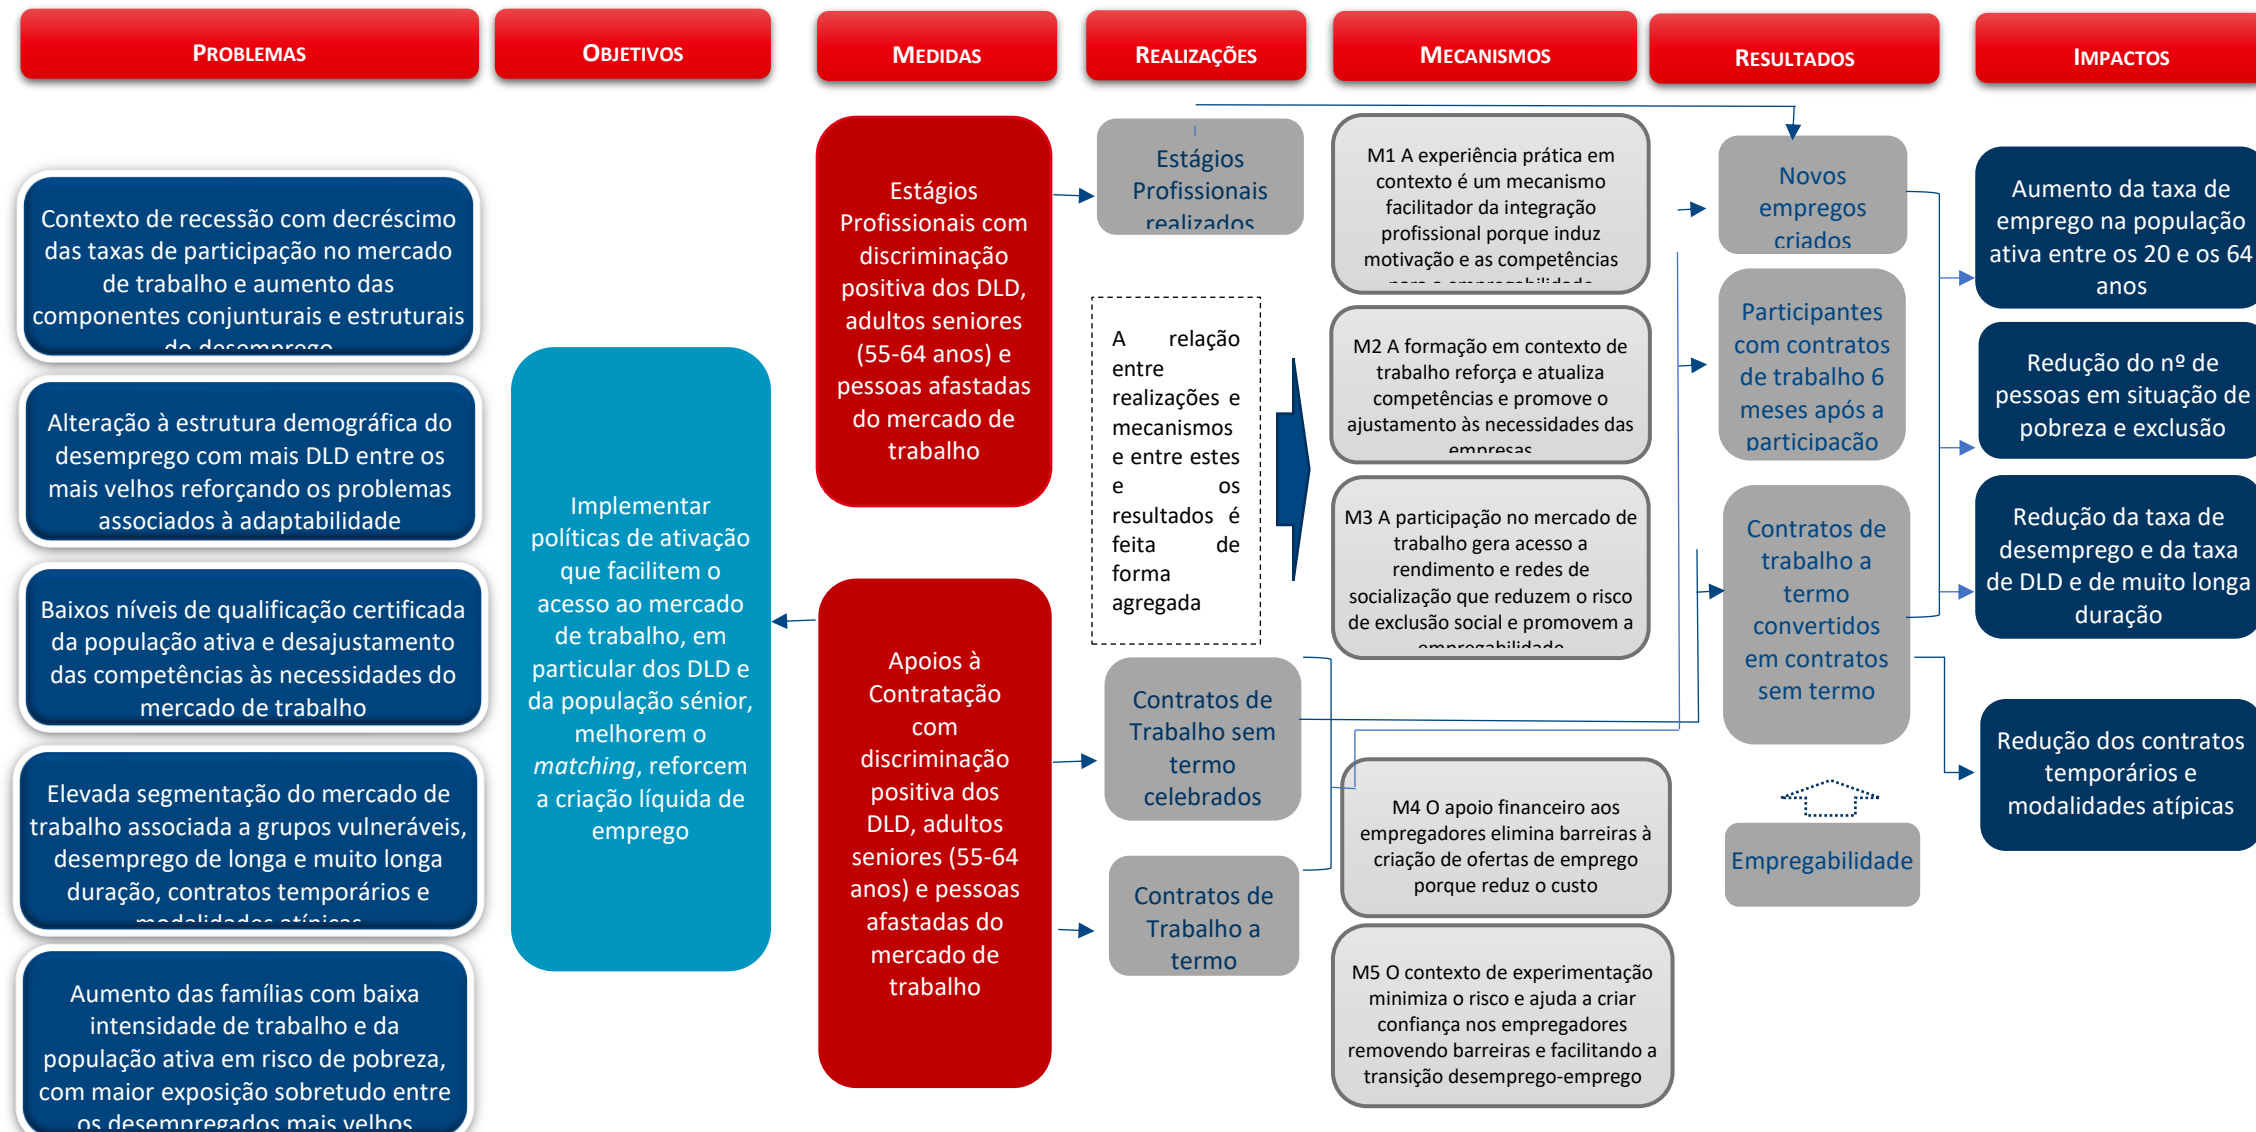 PROBLEMAS
OBJETIVOS
MEDIDAS
REALIZAÇÕES
MECANISMOS
RESULTADOS
IMPACTOS
Contexto de recessão com decréscimo
das taxas de participação no mercado
de trabalho e aumento das
componentes conjunturais e estruturais
do desemprego
Alteração à estrutura demográfica do
desemprego com mais DLD entre os
mais velhos reforçando os problemas
associados à adaptabilidade
Baixos níveis de qualificação certificada
da população ativa e desajustamento
das competências às necessidades do
mercado de trabalho
Elevada segmentação do mercado de
trabalho associada a grupos vulneráveis,
desemprego de longa e muito longa
duração, contratos temporários e
modalidades atípicas
Aumento das famílias com baixa
intensidade de trabalho e da
população ativa em risco de pobreza,
com maior exposição sobretudo entre
os desempregados mais velhos
Implementar
políticas de ativação
que facilitem o
acesso ao mercado
de trabalho, em
particular dos DLD e
da população sénior,
melhorem o
matching, reforcem
a criação líquida de
emprego
Estágios
Profissionais com
discriminação
positiva dos DLD,
adultos seniores
(55-64 anos) e
pessoas afastadas
do mercado de
trabalho
Apoios à
Contratação
com
discriminação
positiva dos
DLD, adultos
seniores (55-64
anos) e pessoas
afastadas do
mercado de
trabalho
Estágios
Profissionais
realizados
A relação
entre
realizações e
mecanismos
e entre estes
e os
resultados é
feita de
forma
agregada
Contratos de
Trabalho sem
termo
celebrados
Contratos de
Trabalho a
termo
M1 A experiência prática em
contexto é um mecanismo
facilitador da integração
profissional porque induz
motivação e as competências
para a empregabilidade
M2 A formação em contexto de
trabalho reforça e atualiza
competências e promove o
ajustamento às necessidades das
empresas
M3 A participação no mercado de
trabalho gera acesso a
rendimento e redes de
socialização que reduzem o risco
de exclusão social e promovem a
empregabilidade
M4 O apoio financeiro aos
empregadores elimina barreiras à
criação de ofertas de emprego
porque reduz o custo
M5 O contexto de experimentação
minimiza o risco e ajuda a criar
confiança nos empregadores
removendo barreiras e facilitando a
transição desemprego-emprego
Novos
empregos
criados
Participantes
com contratos
de trabalho 6
meses após a
participação
Contratos de
trabalho a
termo
convertidos
em contratos
sem termo
Empregabilidade
Aumento da taxa de
emprego na população
ativa entre os 20 e os 64
anos
Redução do nº de
pessoas em situação de
pobreza e exclusão
Redução da taxa de
desemprego e da taxa
de DLD e de muito longa
duração
Redução dos contratos
temporários e
modalidades atípicas